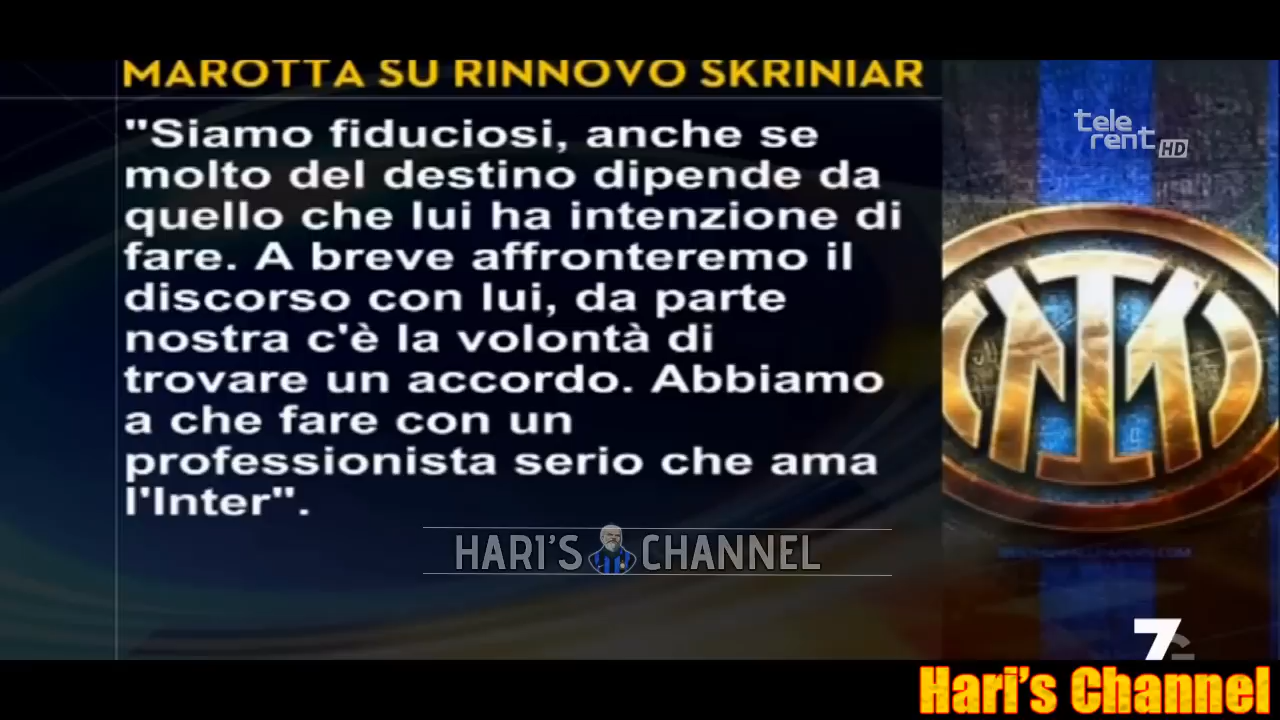 MAROTTA SU RINNOVO SKRINIAR
"Siamo fiduciosi, anche se
molto del destino dipende da
quello che lui ha intenzione di
fare. A breve affronteremo il
discorso con lui, da parte
nostra c'è la volontà di
trovare un accordo. Abbiamo
a che fare con un
professionista serio che ama
l'Inter".
tele
rent HD
HARI'S CHANNEL
7
Hari's Channel